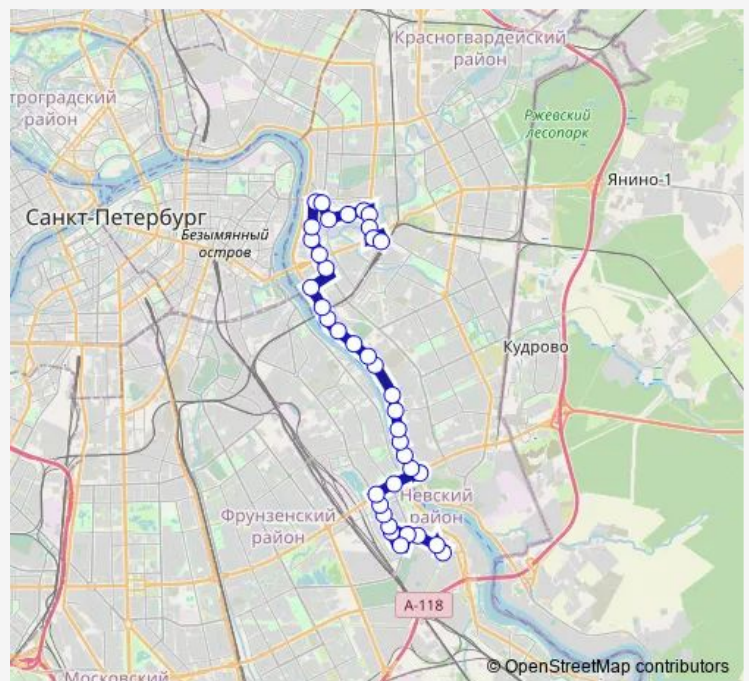 Красногвардейский
район
троградский
район
Ржевский
лесопарк
Янино-1
Санкт-Петербург
Безымянный
остров
Кудрово
Невский
район
Фрунзенский
район
А-118
Московский
© OpenStreetMap contributors